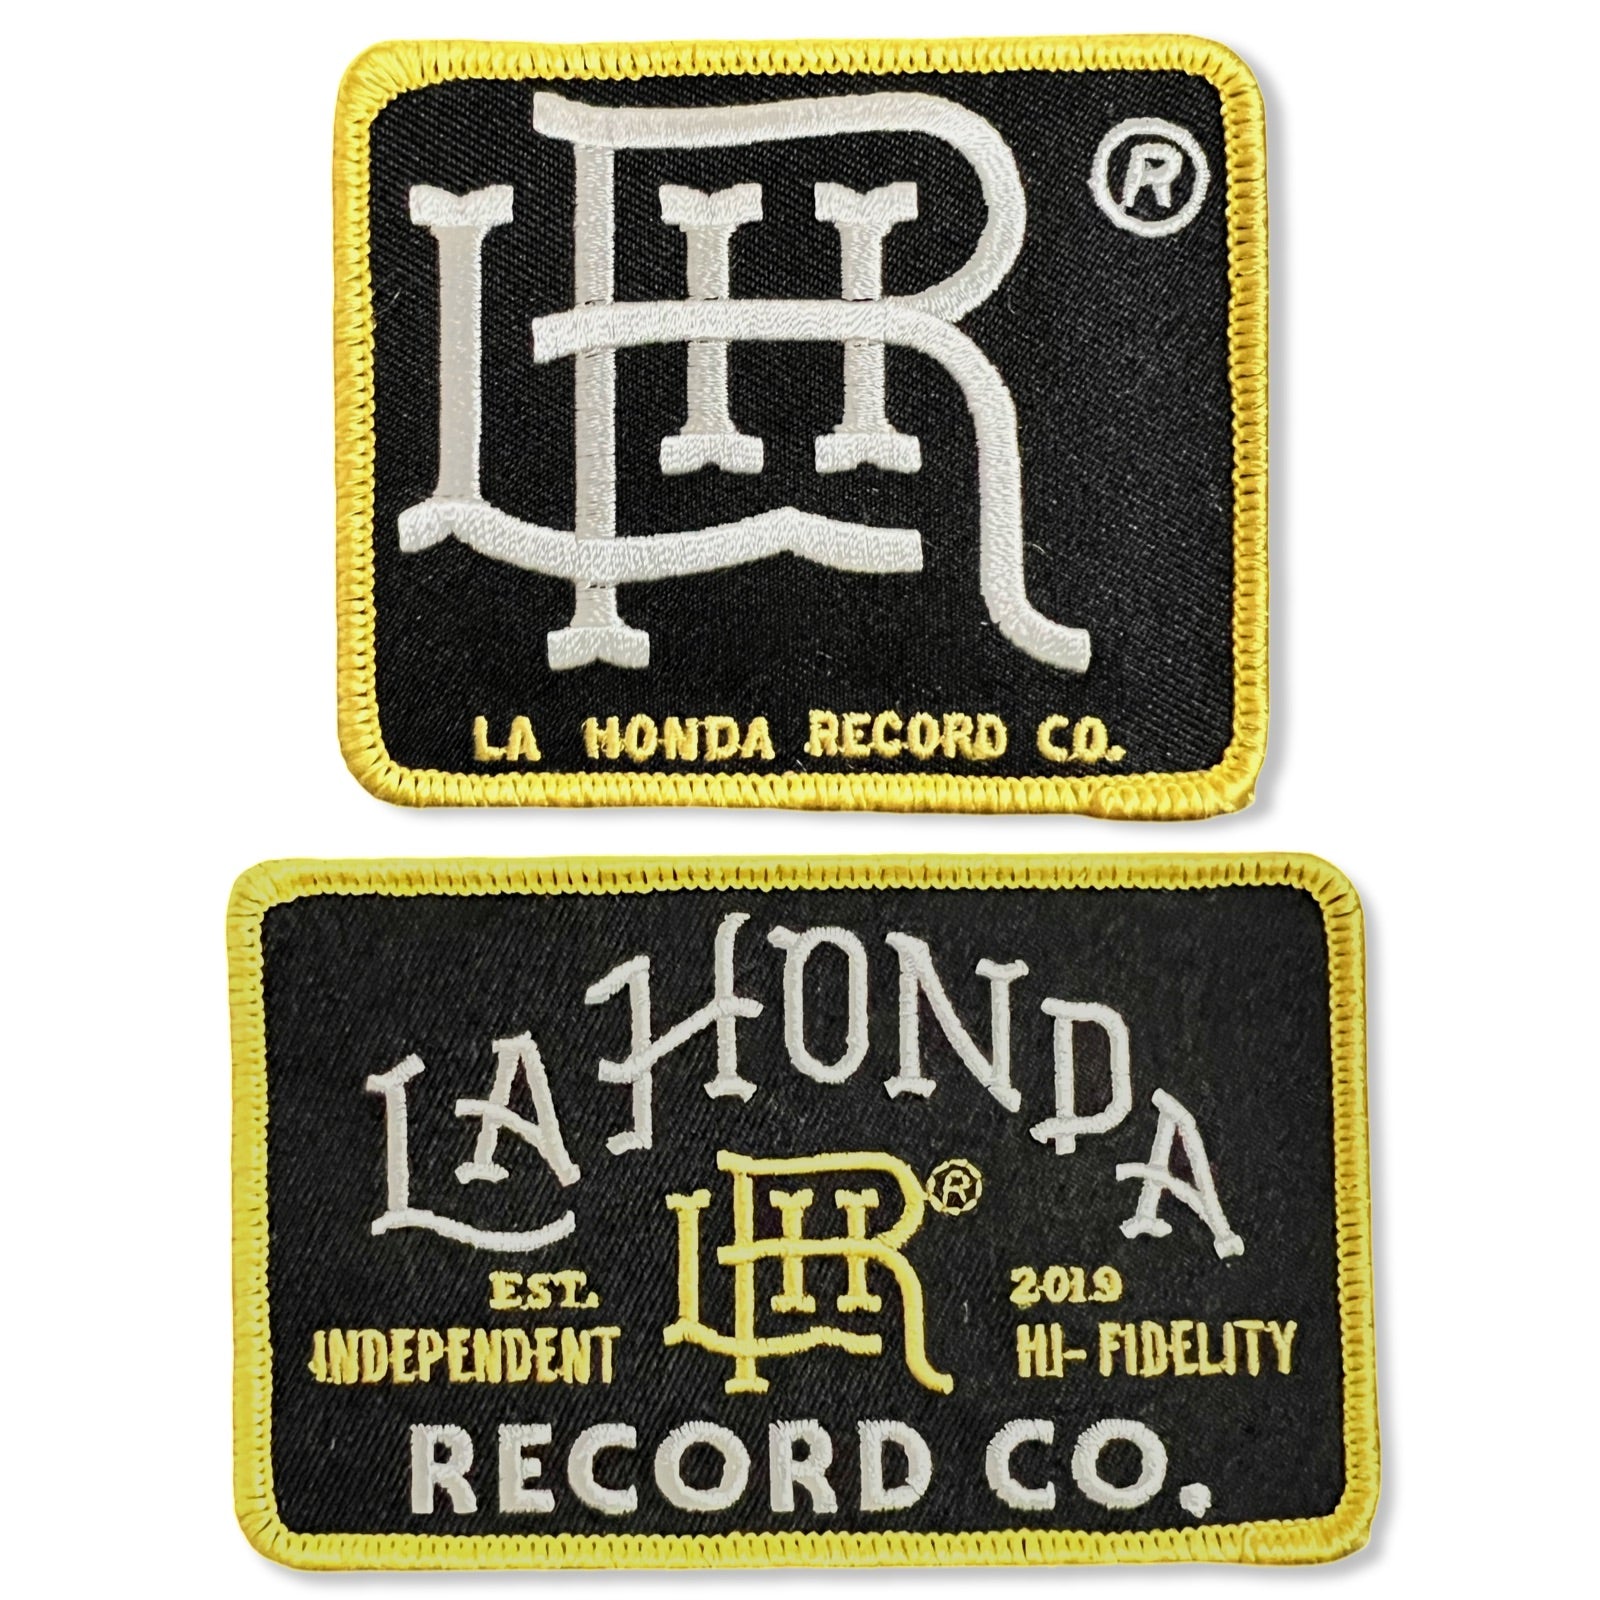 LHR ®
LA HONDA RECORD CO.
LA HONDA
LHR ®
EST. 2019
INDEPENDENT HI-FIDELITY
RECORD CO.